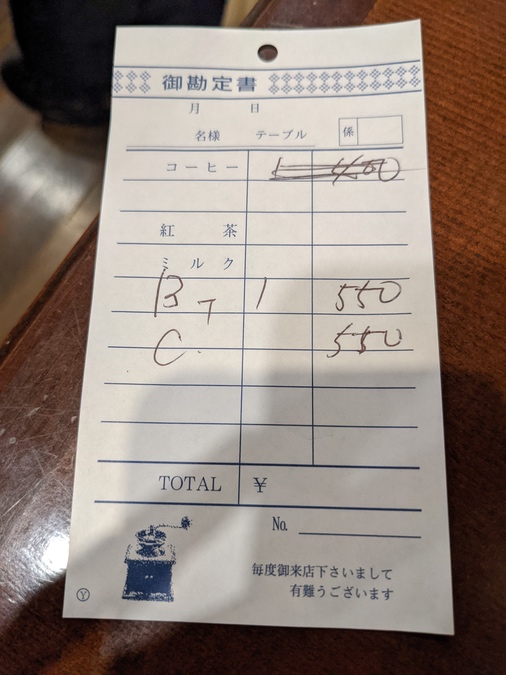 御勘定書
月 日
名様 テーブル 係
コーヒー 1 400
紅茶
ミルク
B T 1 550
C. 550
TOTAL ¥
No.
毎度御来店下さいまして
有難うございます
Y